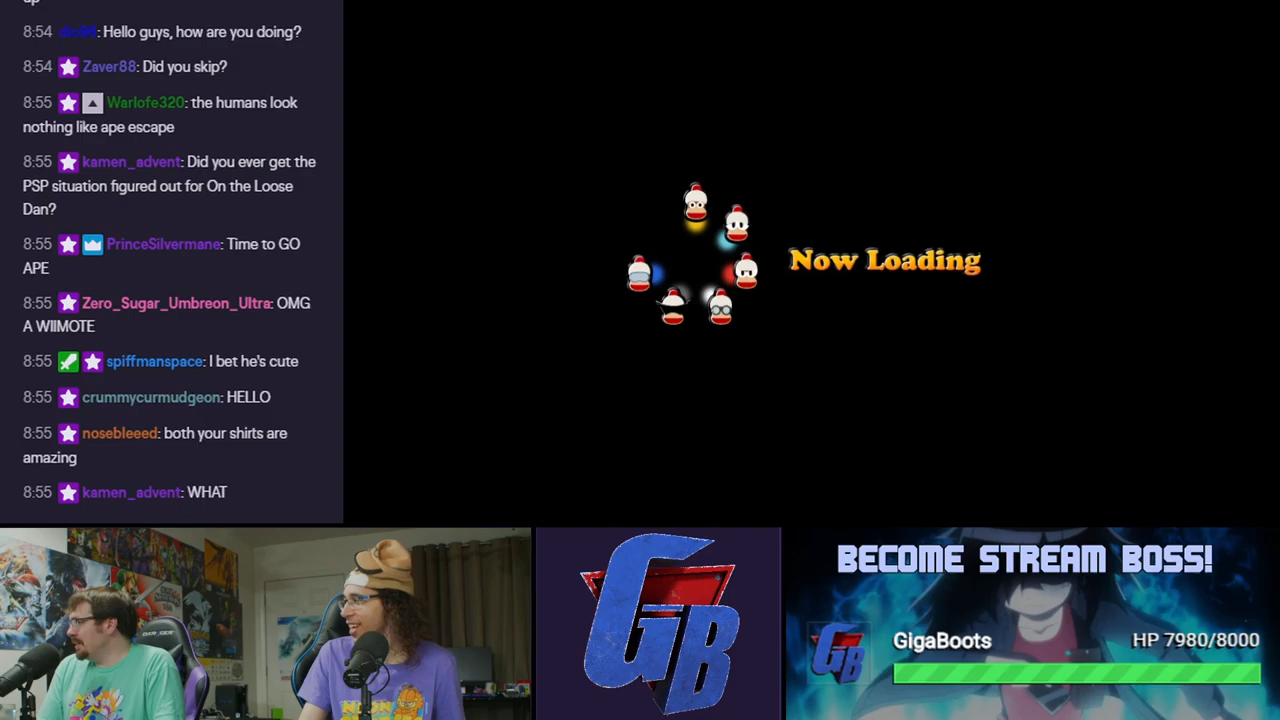 8:54 : Hello guys, how are you doing?
8:54 Zaver88: Did you skip?
8:55 Warlofe320: the humans look
nothing like ape escape
8:55 kamen_advent: Did you ever get the
PSP situation figured out for On the Loose
Dan?
8:55 PrinceSilvermane: Time to GO
APE
8:55 Zero_Sugar_Umbreon_Ultra: OMG
A WIIMOTE
8:55 spiffmanspace: I bet he's cute
8:55 crummycurmudgeon: HELLO
8:55 nosebleeed: both your shirts are
amazing
8:55 kamen_advent: WHAT
Now Loading
GB
BECOME STREAM BOSS!
GB
GigaBoots HP 7980/8000